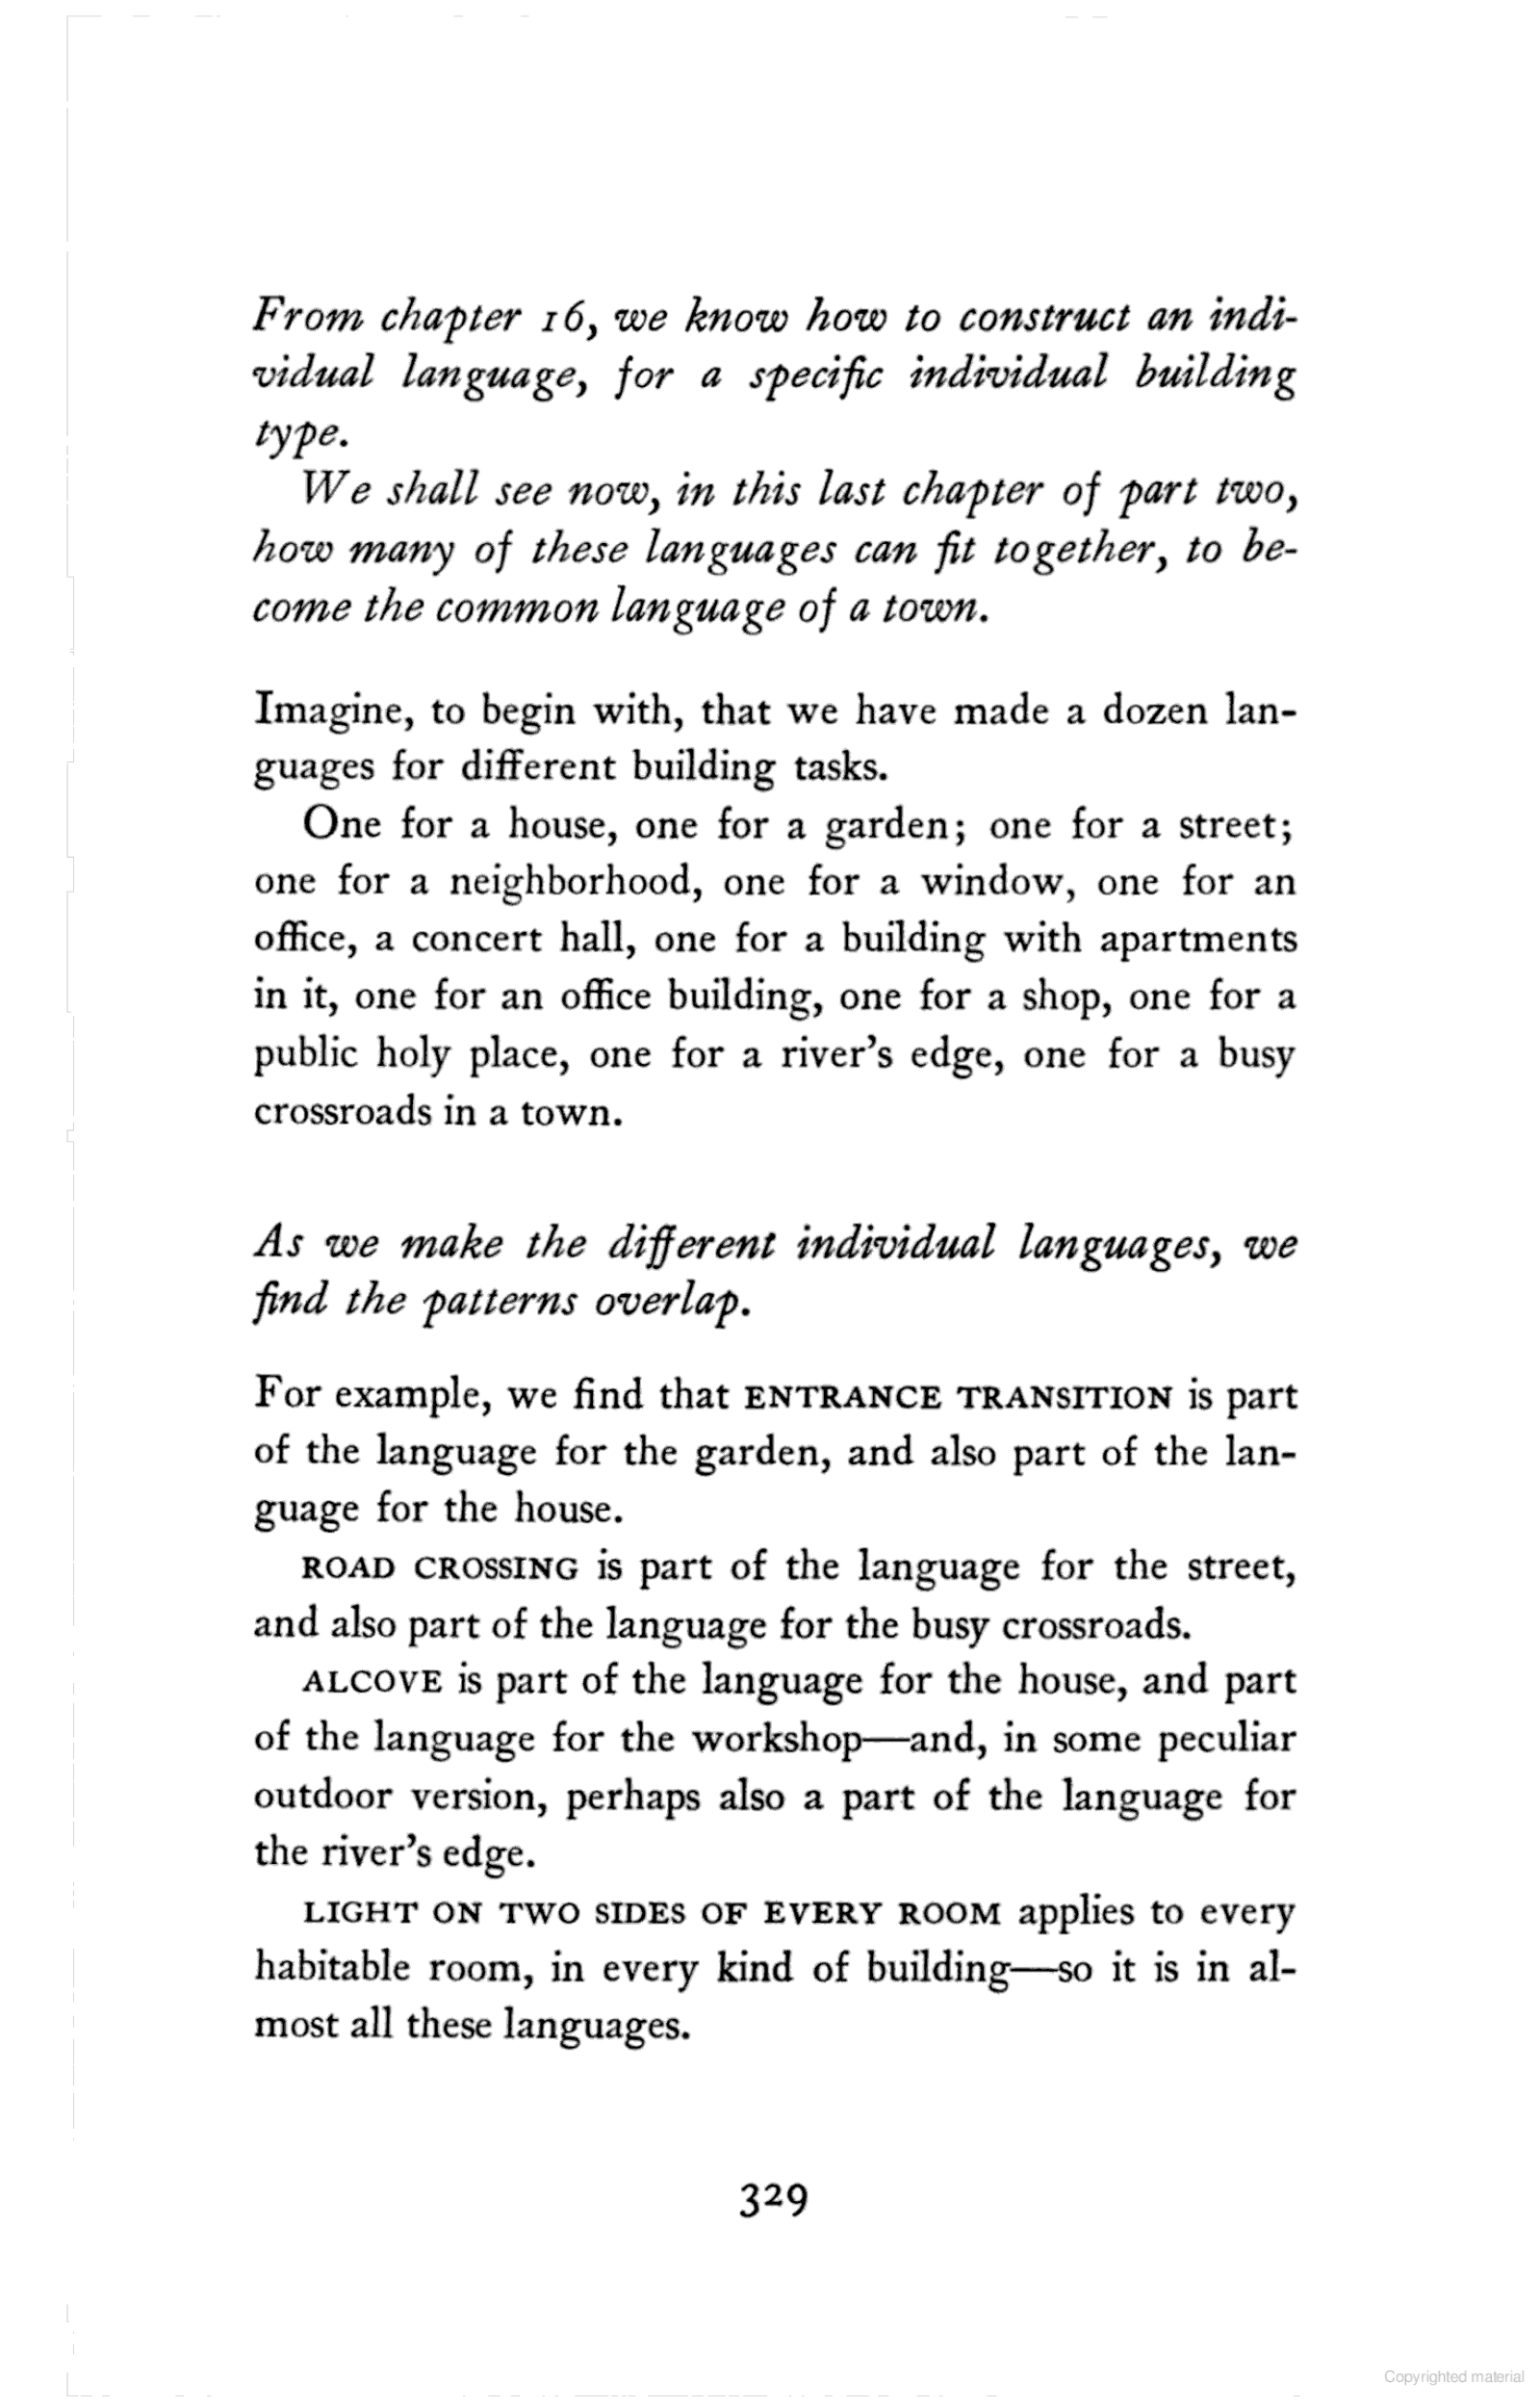 From chapter 16, we know how to construct an indi-
vidual language, for a specific individual building
type.
We shall see now, in this last chapter of part two,
how many of these languages can fit together, to be-
come the common language of a town.
Imagine, to begin with, that we have made a dozen lan-
guages for different building tasks.
One for a house, one for a garden; one for a street;
one for a neighborhood, one for a window, one for an
office, a concert hall, one for a building with apartments
in it, one for an office building, one for a shop, one for a
public holy place, one for a river's edge, one for a busy
crossroads in a town.
As we make the different individual languages, we
find the patterns overlap.
For example, we find that ENTRANCE TRANSITION is part
of the language for the garden, and also part of the lan-
guage for the house.
ROAD CROSSING is part of the language for the street,
and also part of the language for the busy crossroads.
ALCOVE is part of the language for the house, and part
of the language for the workshop—and, in some peculiar
outdoor version, perhaps also a part of the language for
the river's edge.
LIGHT ON TWO SIDES OF EVERY ROOM applies to every
habitable room, in every kind of building—so it is in al-
most all these languages.
329
Copyrighted material